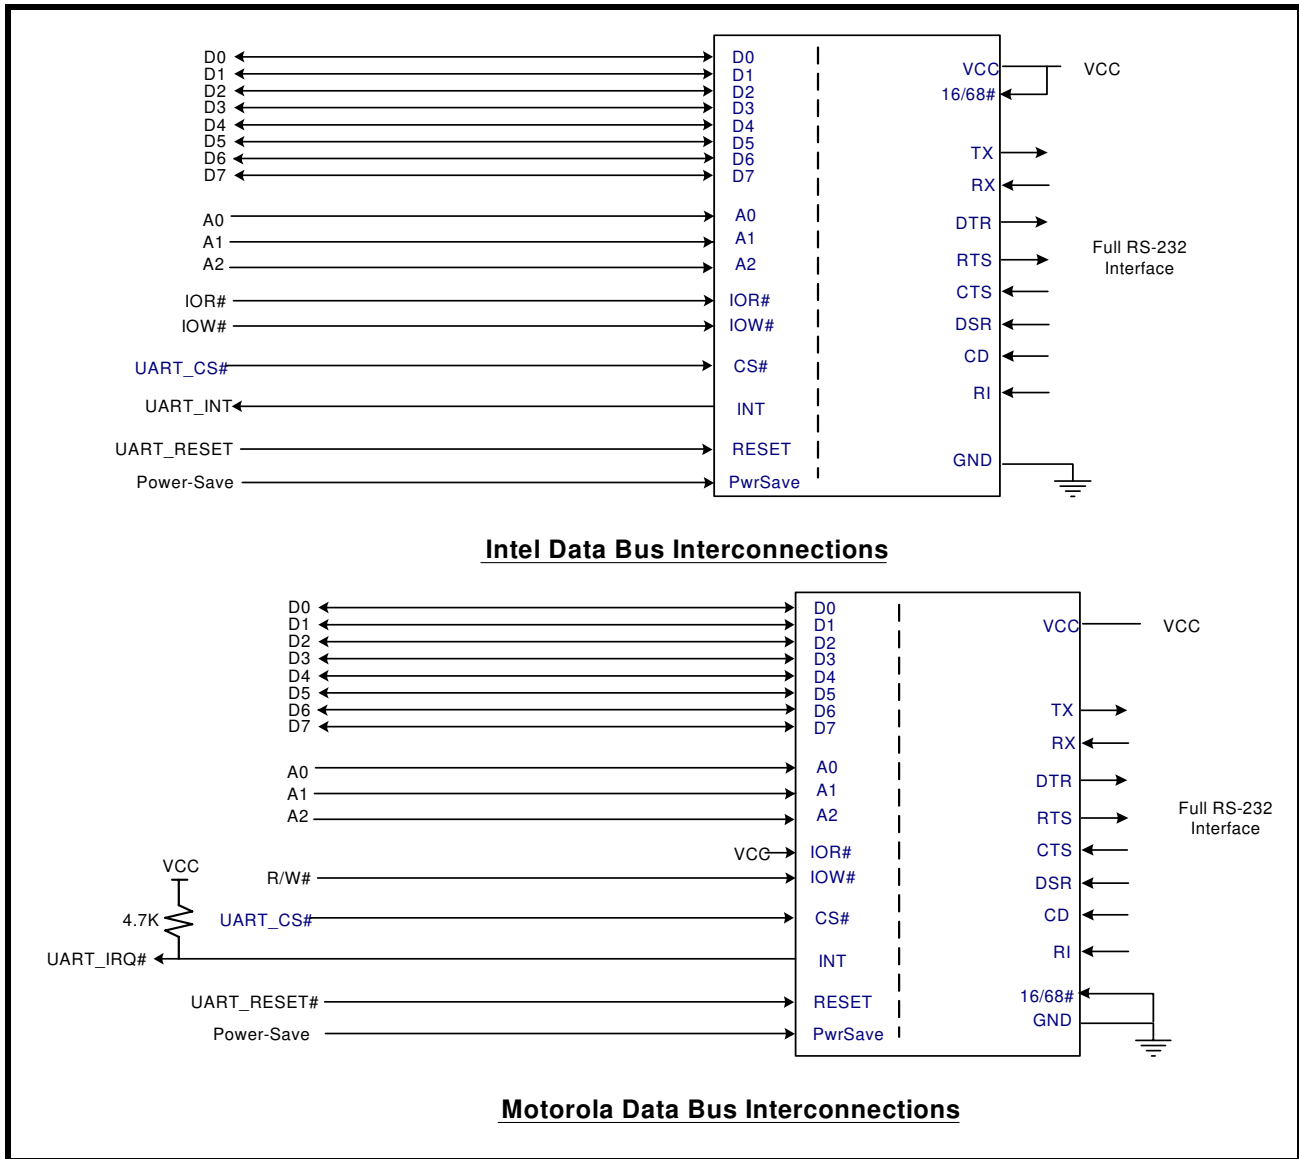 D0 D0
D1 D1
D2 D2
D3 D3
D4 D4
D5 D5
D6 D6
D7 D7
A0 A0
A1 A1
A2 A2
IOR# IOR#
IOW# IOW#
UART_CS# CS#
UART_INT INT
UART_RESET RESET
Power-Save PwrSave
VCC VCC
16/68#
TX
RX
DTR
RTS
CTS
DSR
CD
RI
GND
Full RS-232
Interface
Intel Data Bus Interconnections
D0 D0
D1 D1
D2 D2
D3 D3
D4 D4
D5 D5
D6 D6
D7 D7
A0 A0
A1 A1
A2 A2
VCC IOR#
R/W# IOW#
VCC
4.7K
UART_CS# CS#
UART_IRQ# INT
UART_RESET# RESET
Power-Save PwrSave
VCC VCC
TX
RX
DTR
RTS
CTS
DSR
CD
RI
16/68#
GND
Full RS-232
Interface
Motorola Data Bus Interconnections